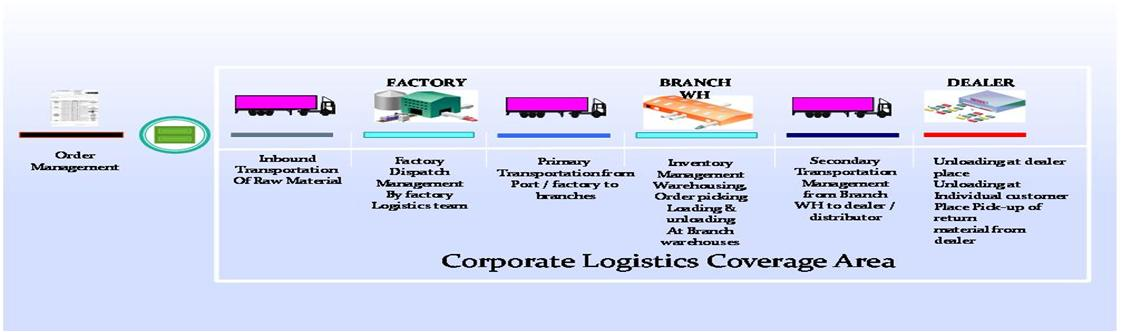 FACTORY
BRANCH
WH
DEALER
Order
Management
Inbound
Transportation
Of Raw Material
Factory
Dispatch
Management
By factory
Logistics team
Primary
Transportation from
Port / factory to
branches
Inventory
Management
Warehousing,
Order picking
Loading &
unloading
At Branch
warehouses
Secondary
Transportation
Management
from Branch
WH to dealer /
distributor
Unloading at dealer
place
Unloading at
Individual customer
Place Pick-up of
return
material from
dealer
Corporate Logistics Coverage Area